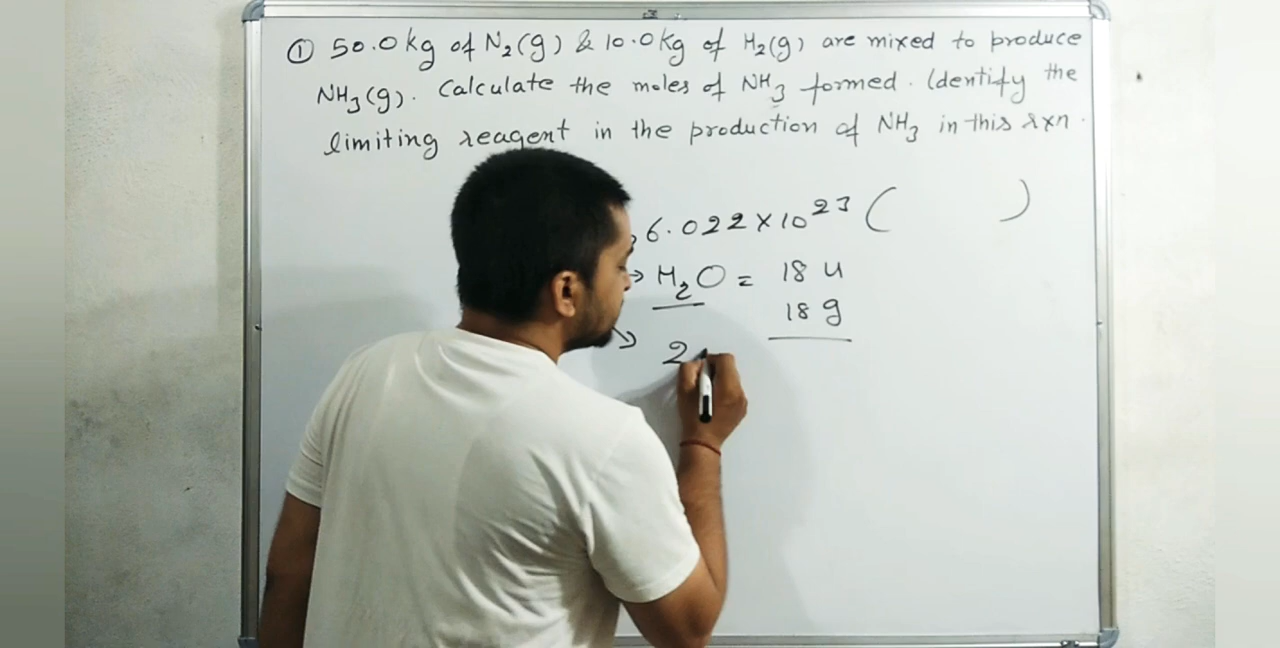 ① 50.0 kg of N₂(g) & 10.0 kg of H₂(g) are mixed to produce
NH₃(g). Calculate the moles of NH₃ formed. Identify the
limiting reagent in the production of NH₃ in this rxn.
6.022 × 10²³ ( )
→ H₂O = 18 u
18 g
→ 2